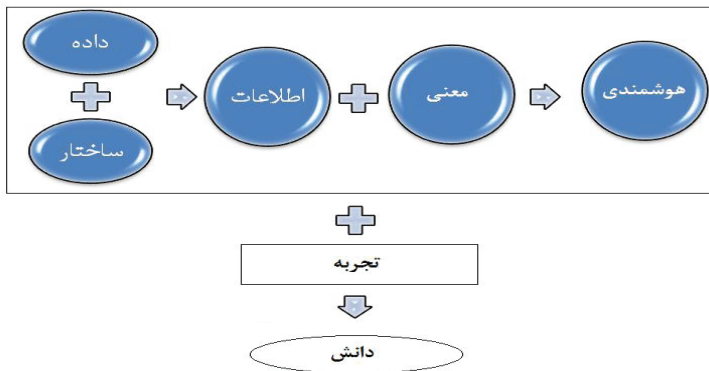 داده
ساختار
اطلاعات
معنی
هوشمندی
تجربه
دانش